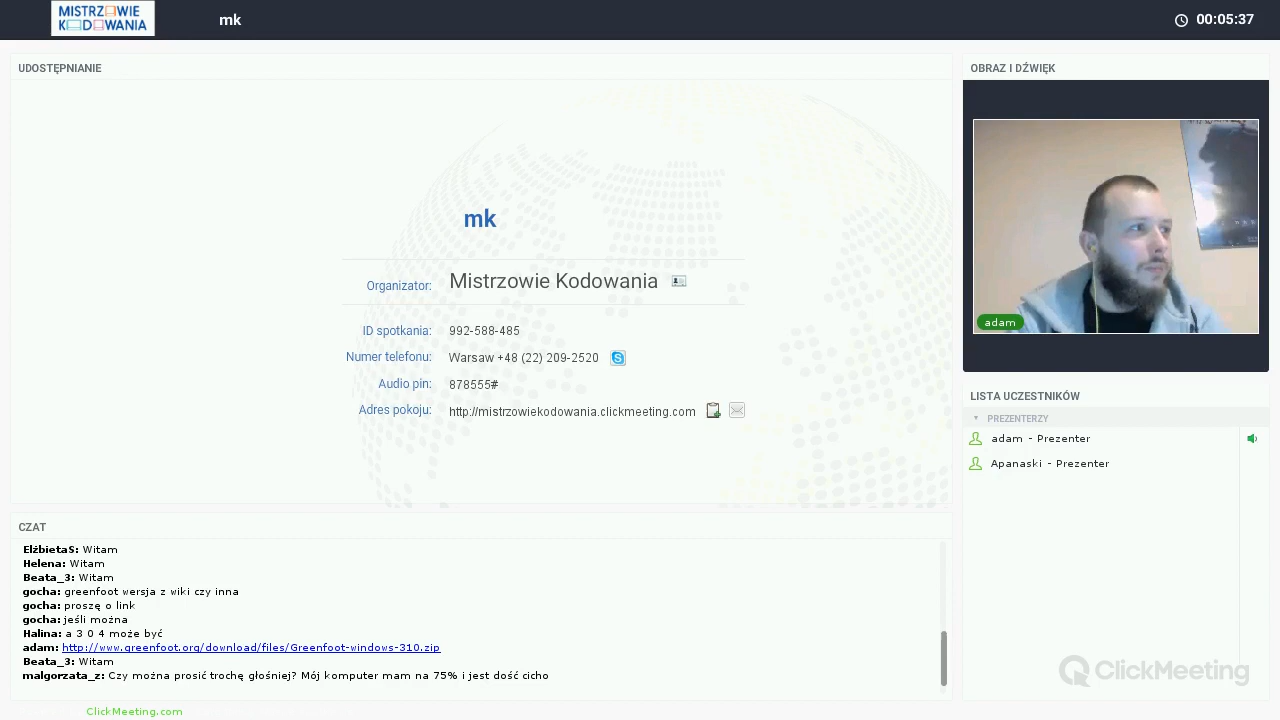 MISTRZOWIE
KODOWANIA
mk
00:05:37
UDOSTĘPNIANIE
mk
Organizator: Mistrzowie Kodowania
ID spotkania: 992-588-485
Numer telefonu: Warsaw +48 (22) 209-2520
Audio pin: 878555#
Adres pokoju: http://mistrzowiekodowania.clickmeeting.com
OBRAZ I DŹWIĘK
adam
LISTA UCZESTNIKÓW
PREZENTERZY
adam - Prezenter
Apanaski - Prezenter
CZAT
ElżbietaS: Witam
Helena: Witam
Beata_3: Witam
gocha: greenfoot wersja z wiki czy inna
gocha: proszę o link
gocha: jeśli można
Halina: a 3 0 4 może być
adam: http://www.greenfoot.org/download/files/Greenfoot-windows-310.zip
Beata_3: Witam
malgorzata_z: Czy można prosić trochę głośniej? Mój komputer mam na 75% i jest dość cicho
ClickMeeting
ClickMeeting.com